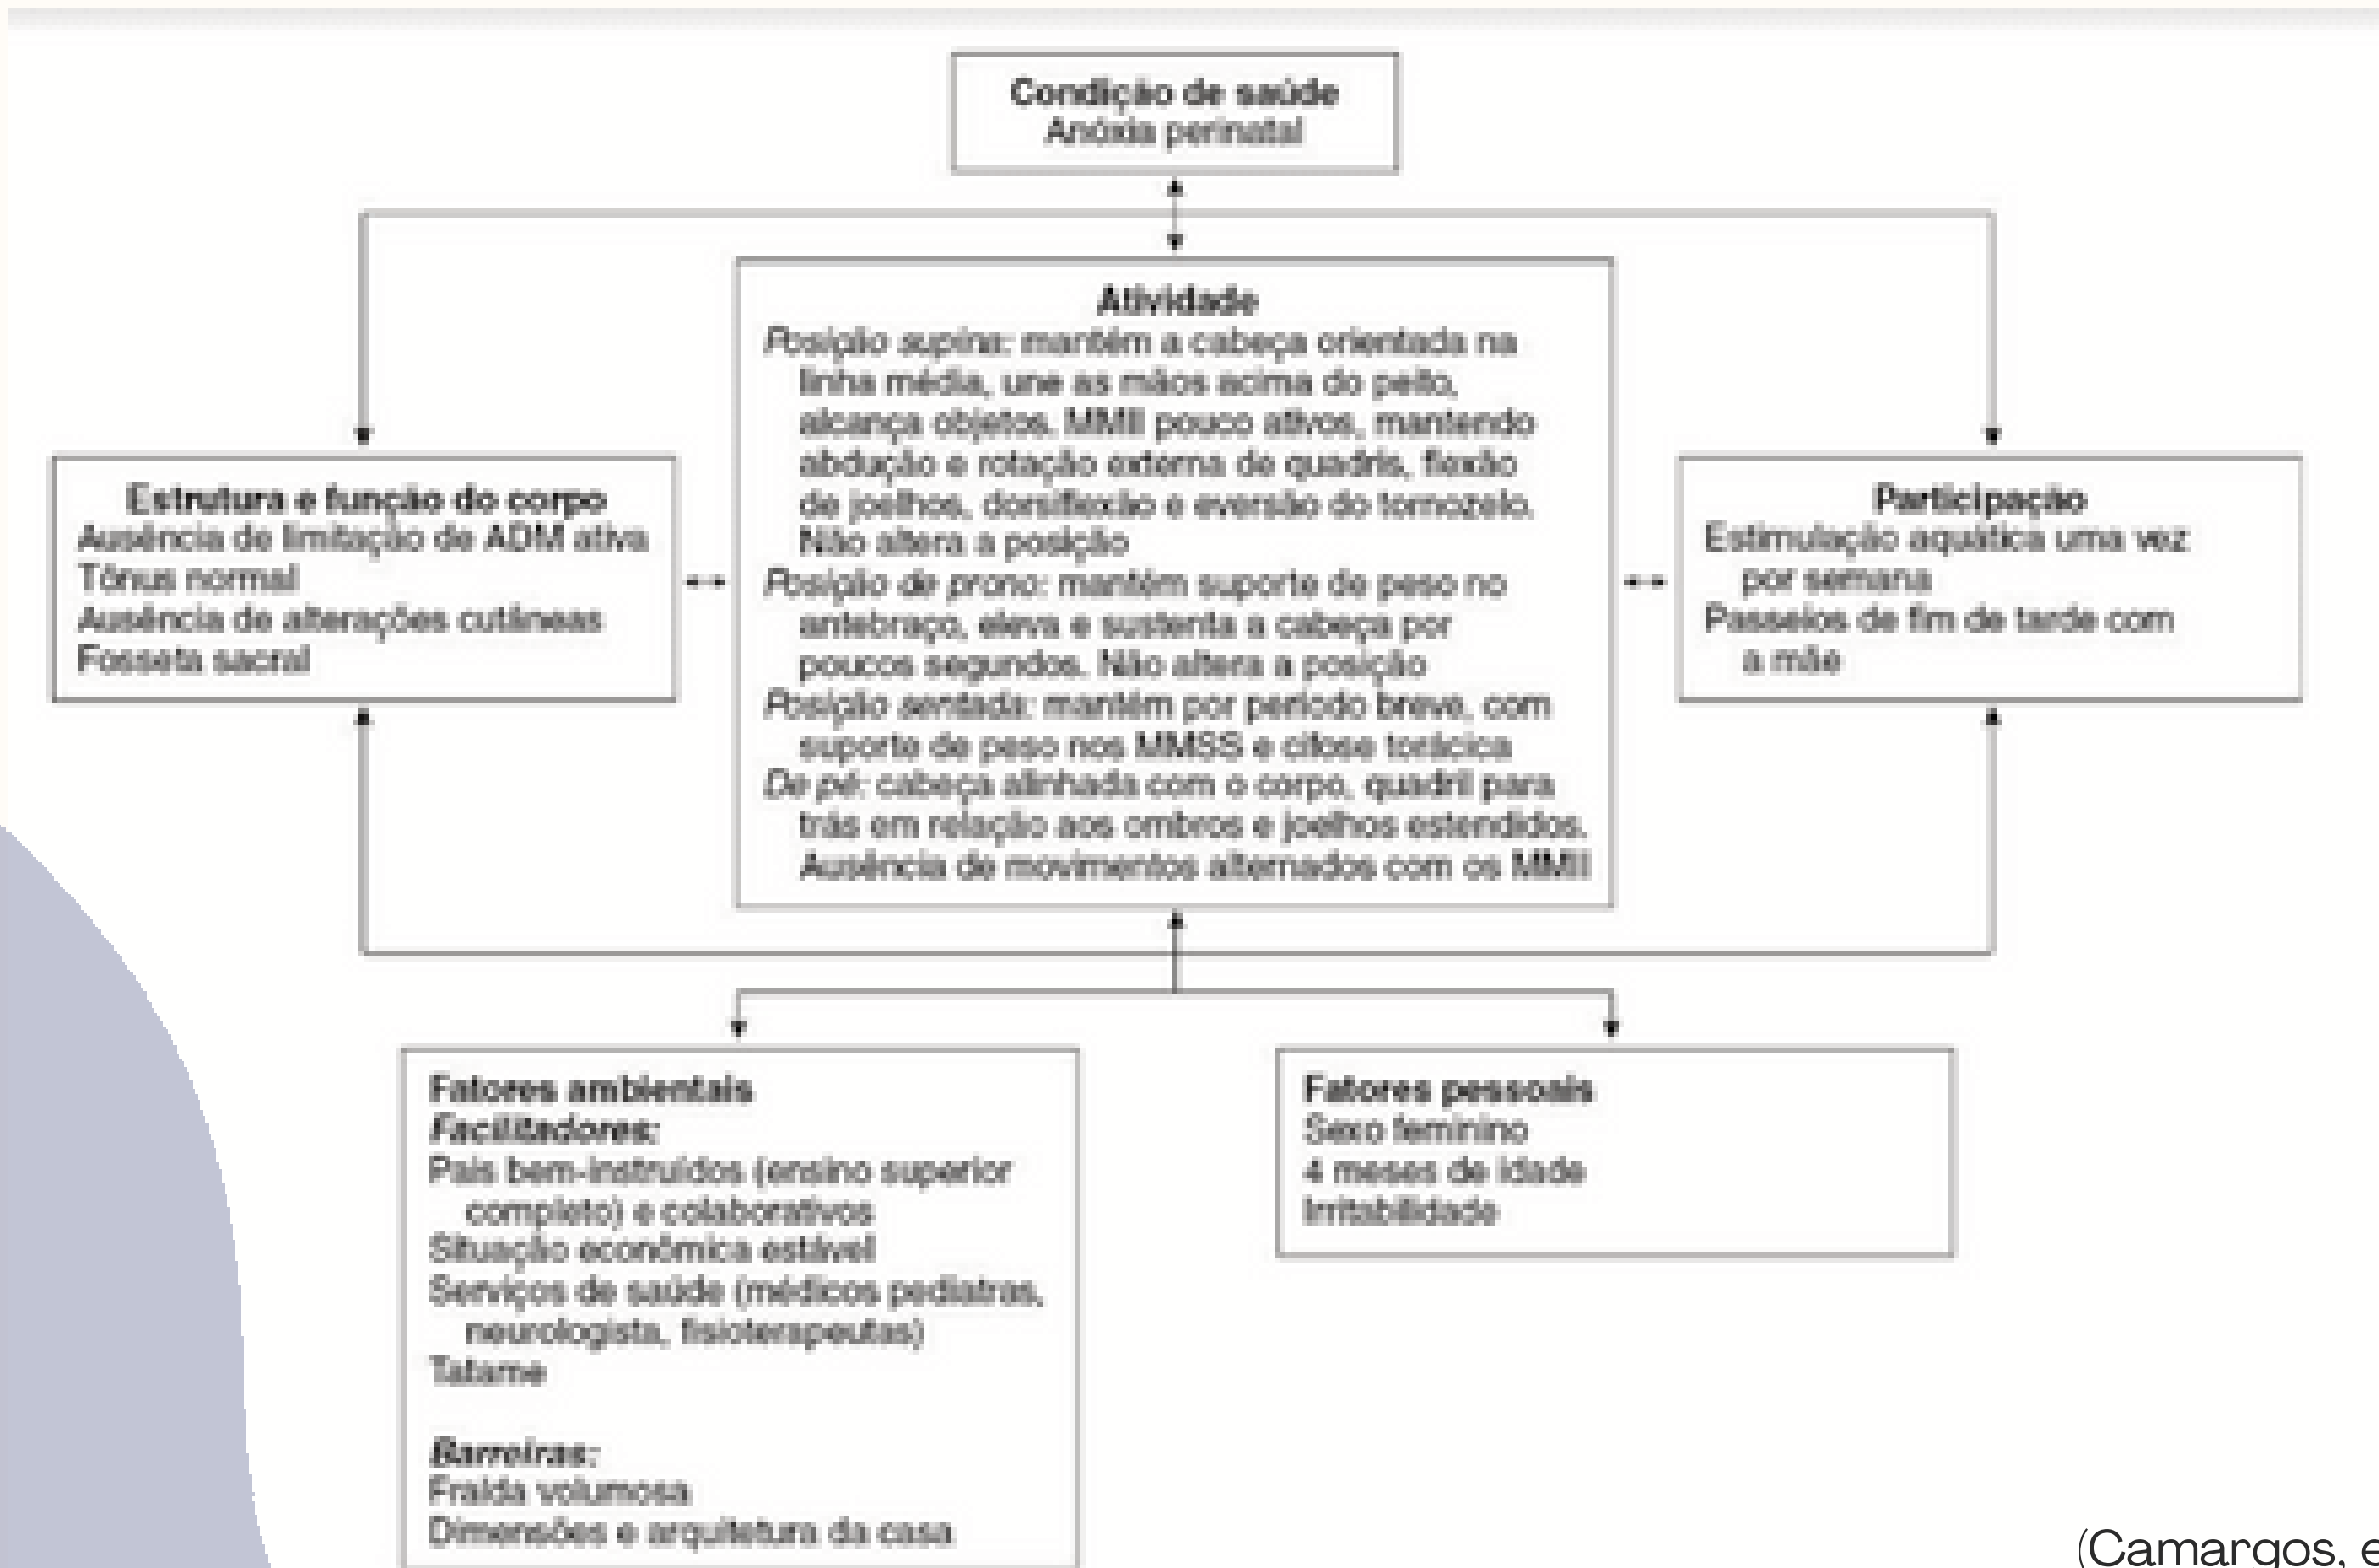 Condição de saúde
Anóxia perinatal
Atividade
Posição supina: mantém a cabeça orientada na
linha média, une as mãos acima do peito,
alcança objetos. MMII pouco ativos, mantendo
abdução e rotação externa de quadris, flexão
de joelhos, dorsiflexão e eversão do tornozelo.
Não altera a posição
Posição de prono: mantém suporte de peso no
antebraço, eleva e sustenta a cabeça por
poucos segundos. Não altera a posição
Posição sentada: mantém por período breve, com
suporte de peso nos MMSS e cifose torácica
De pé: cabeça alinhada com o corpo, quadril para
trás em relação aos ombros e joelhos estendidos.
Ausência de movimentos alternados com os MMII
Estrutura e função do corpo
Ausência de limitação de ADM ativa
Tônus normal
Ausência de alterações cutâneas
Fosseta sacral
Participação
Estimulação aquática uma vez
por semana
Passeios de fim de tarde com
a mãe
Fatores ambientais
Facilitadores:
Pais bem-instruídos (ensino superior
completo) e colaborativos
Situação econômica estável
Serviços de saúde (médicos pediatras,
neurologista, fisioterapeutas)
Tatame
Barreiras:
Fralda volumosa
Dimensões e arquitetura da casa
Fatores pessoais
Sexo feminino
4 meses de idade
Irritabilidade
(Camargos, e